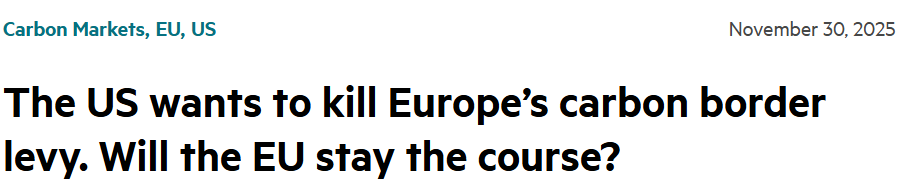 Carbon Markets, EU, US
November 30, 2025
The US wants to kill Europe’s carbon border
levy. Will the EU stay the course?